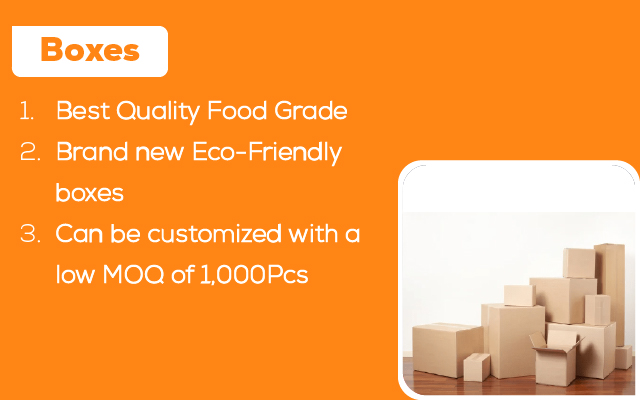 Boxes
1. Best Quality Food Grade
2. Brand new Eco-Friendly
boxes
3. Can be customized with a
low MOQ of 1,000Pcs